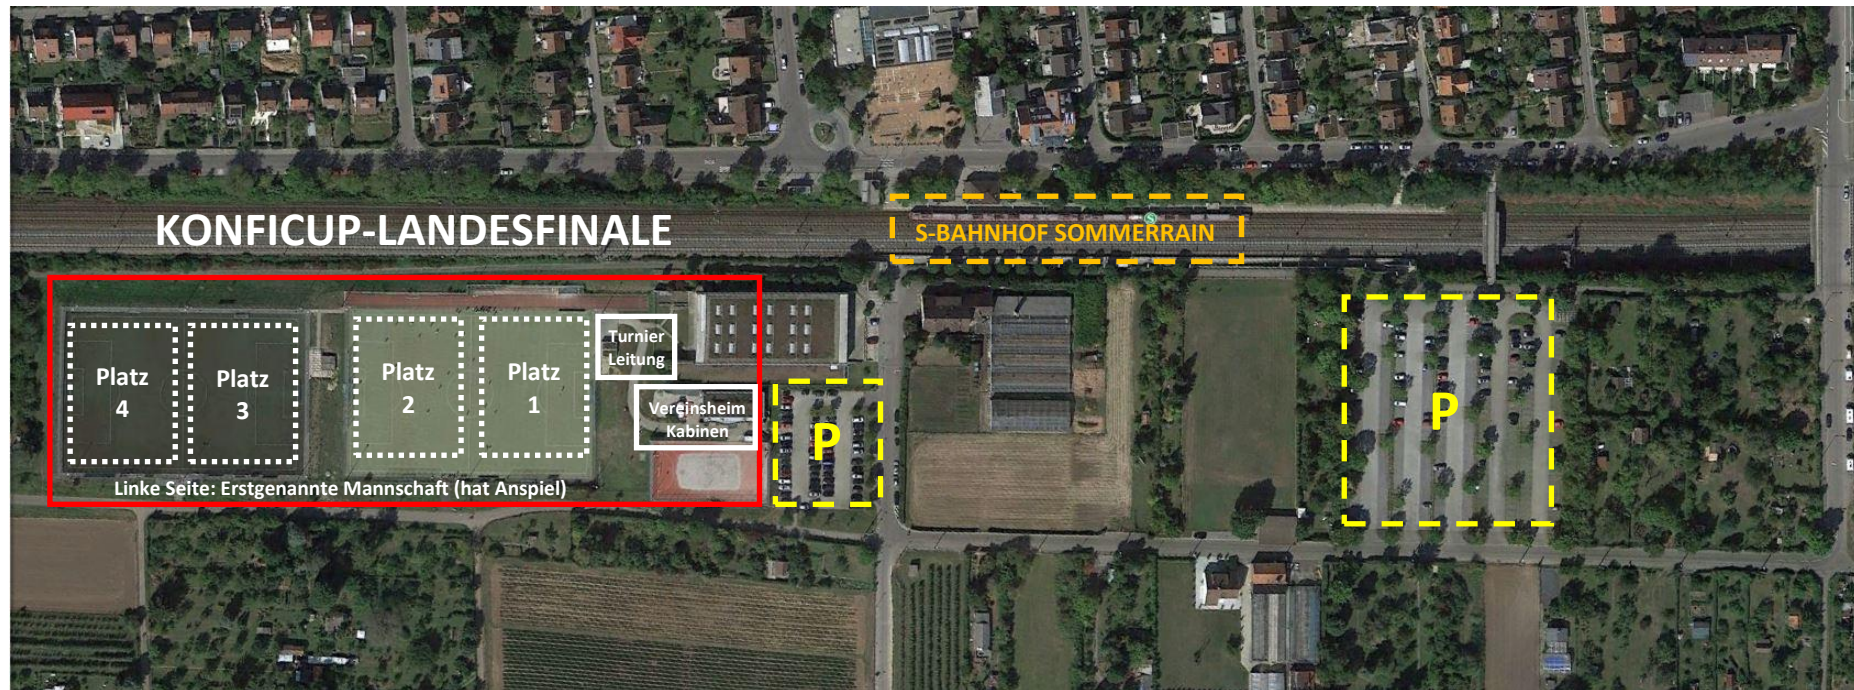 KONFICUP-LANDESFINALE
S
S-BAHNHOF SOMMERRAIN
Platz
4
Platz
3
Platz
2
Platz
1
Turnier
Leitung
Vereinsheim
Kabinen
P
P
Linke Seite: Erstgenannte Mannschaft (hat Anspiel)